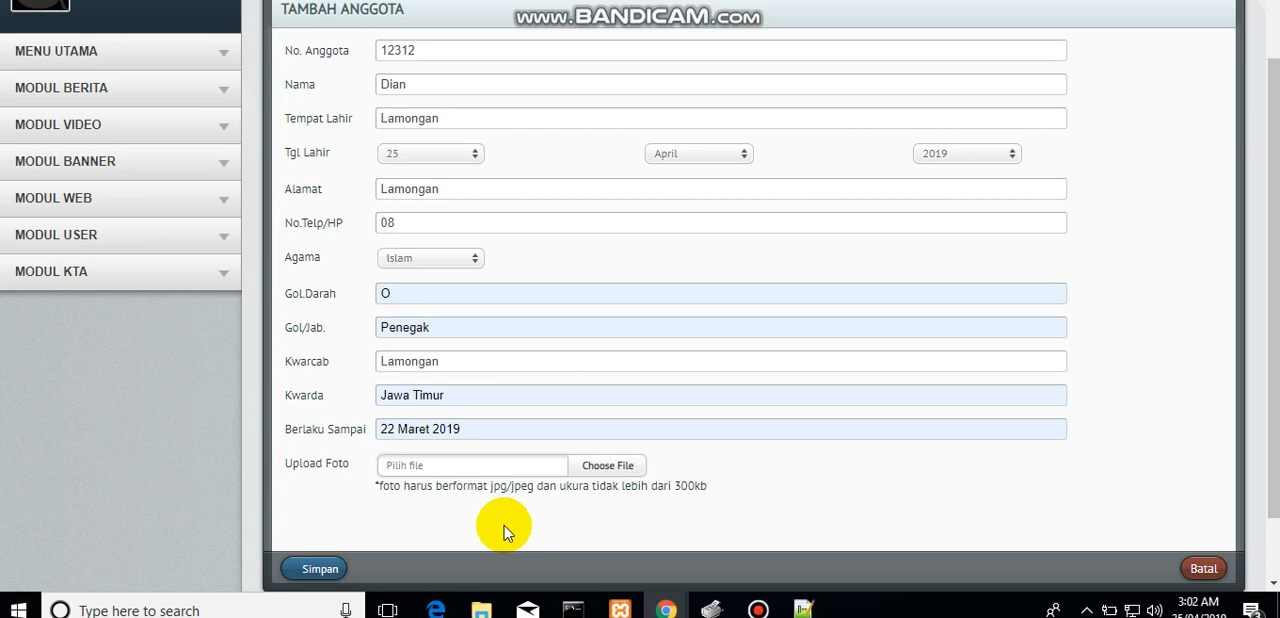 www.BANDICAM.com
TAMBAH ANGGOTA
MENU UTAMA
MODUL BERITA
MODUL VIDEO
MODUL BANNER
MODUL WEB
MODUL USER
MODUL KTA
No. Anggota 12312
Nama Dian
Tempat Lahir Lamongan
Tgl Lahir 25 April 2019
Alamat Lamongan
No.Telp/HP 08
Agama Islam
Gol.Darah O
Gol/Jab. Penegak
Kwarcab Lamongan
Kwarda Jawa Timur
Berlaku Sampai 22 Maret 2019
Upload Foto Pilih file Choose File
*foto harus berformat jpg/jpeg dan ukura tidak lebih dari 300kb
Simpan Batal
Type here to search
3:02 AM
25/04/2019
3